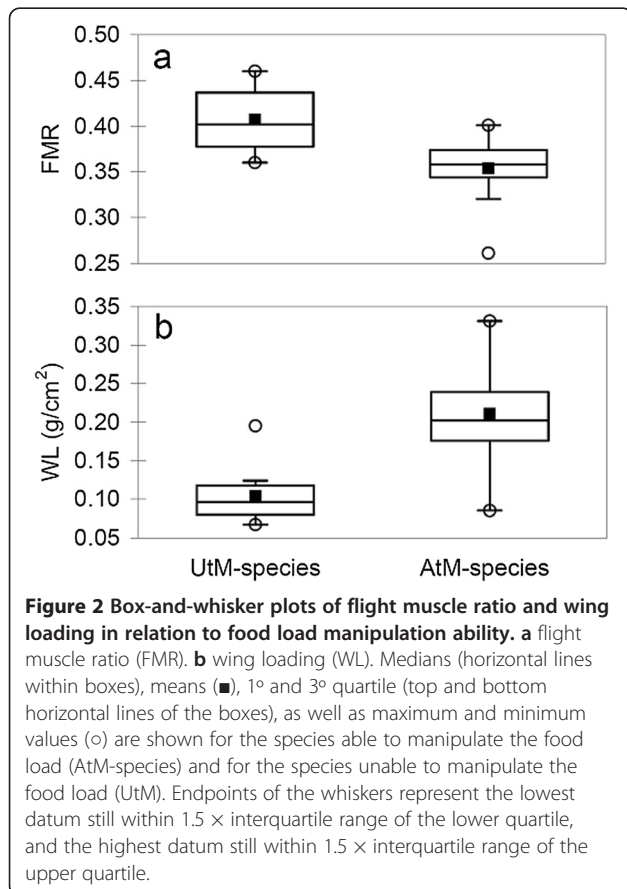 0.50
a
0.45
0.40
FMR
0.35
0.30
0.25
0.35
b
0.30
WL (g/cm²)
0.25
0.20
0.15
0.10
0.05
UtM-species AtM-species
Figure 2 Box-and-whisker plots of flight muscle ratio and wing
loading in relation to food load manipulation ability. a flight
muscle ratio (FMR). b wing loading (WL). Medians (horizontal lines
within boxes), means (■), 1º and 3º quartile (top and bottom
horizontal lines of the boxes), as well as maximum and minimum
values (○) are shown for the species able to manipulate the food
load (AtM-species) and for the species unable to manipulate the
food load (UtM). Endpoints of the whiskers represent the lowest
datum still within 1.5 × interquartile range of the lower quartile,
and the highest datum still within 1.5 × interquartile range of the
upper quartile.